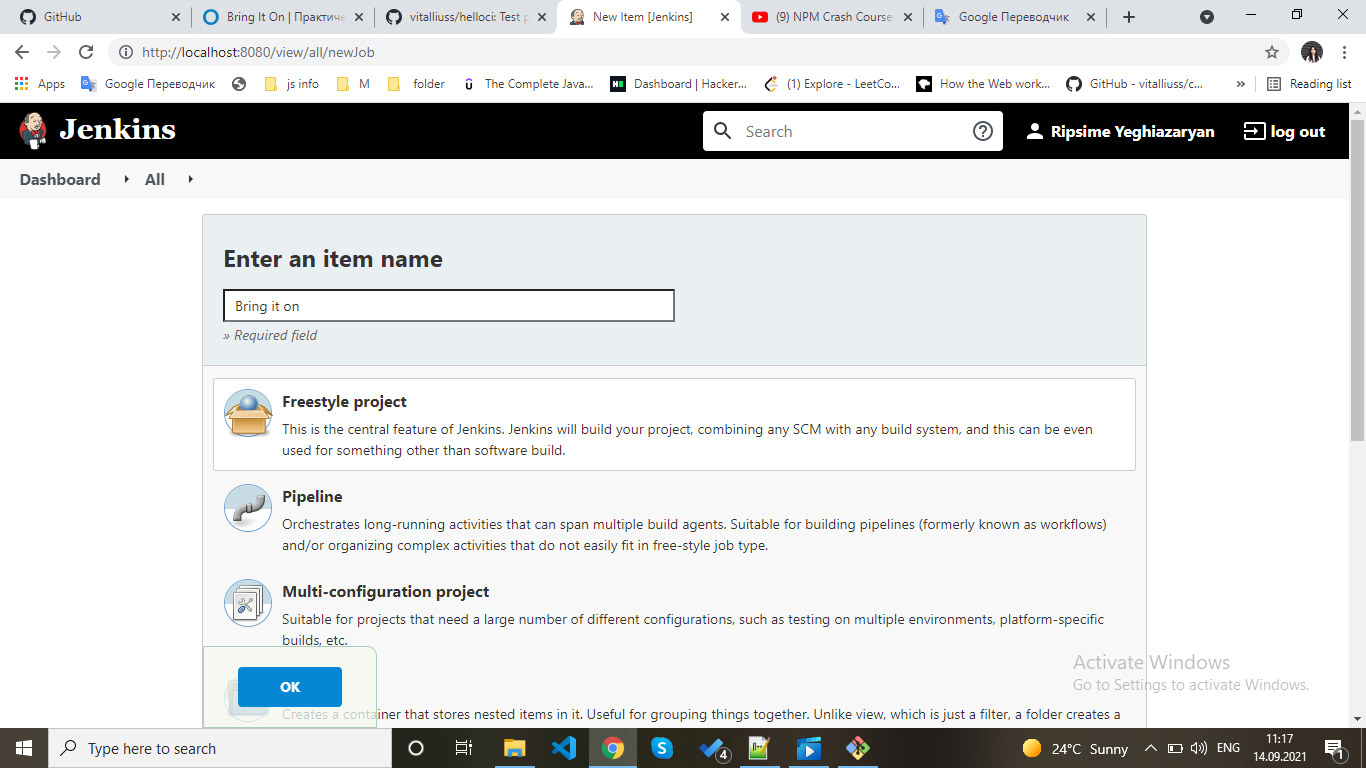 GitHub
Bring It On | Практиче
vitalliuss/helloci: Test p
New Item [Jenkins]
(9) NPM Crash Course
Google Переводчик
http://localhost:8080/view/all/newJob
Apps
Google Переводчик
js info
M
folder
The Complete Java...
Dashboard | Hacker...
(1) Explore - LeetCo...
How the Web work...
GitHub - vitalliuss/c...
»
Reading list
Jenkins
Search
Ripsime Yeghiazaryan
log out
Dashboard
All
Enter an item name
Bring it on
» Required field
Freestyle project
This is the central feature of Jenkins. Jenkins will build your project, combining any SCM with any build system, and this can be even
used for something other than software build.
Pipeline
Orchestrates long-running activities that can span multiple build agents. Suitable for building pipelines (formerly known as workflows)
and/or organizing complex activities that do not easily fit in free-style job type.
Multi-configuration project
Suitable for projects that need a large number of different configurations, such as testing on multiple environments, platform-specific
builds, etc.
OK
Creates a container that stores nested items in it. Useful for grouping things together. Unlike view, which is just a filter, a folder creates a
Activate Windows
Go to Settings to activate Windows.
Type here to search
4
24°C Sunny
ENG
11:17
14.09.2021
1